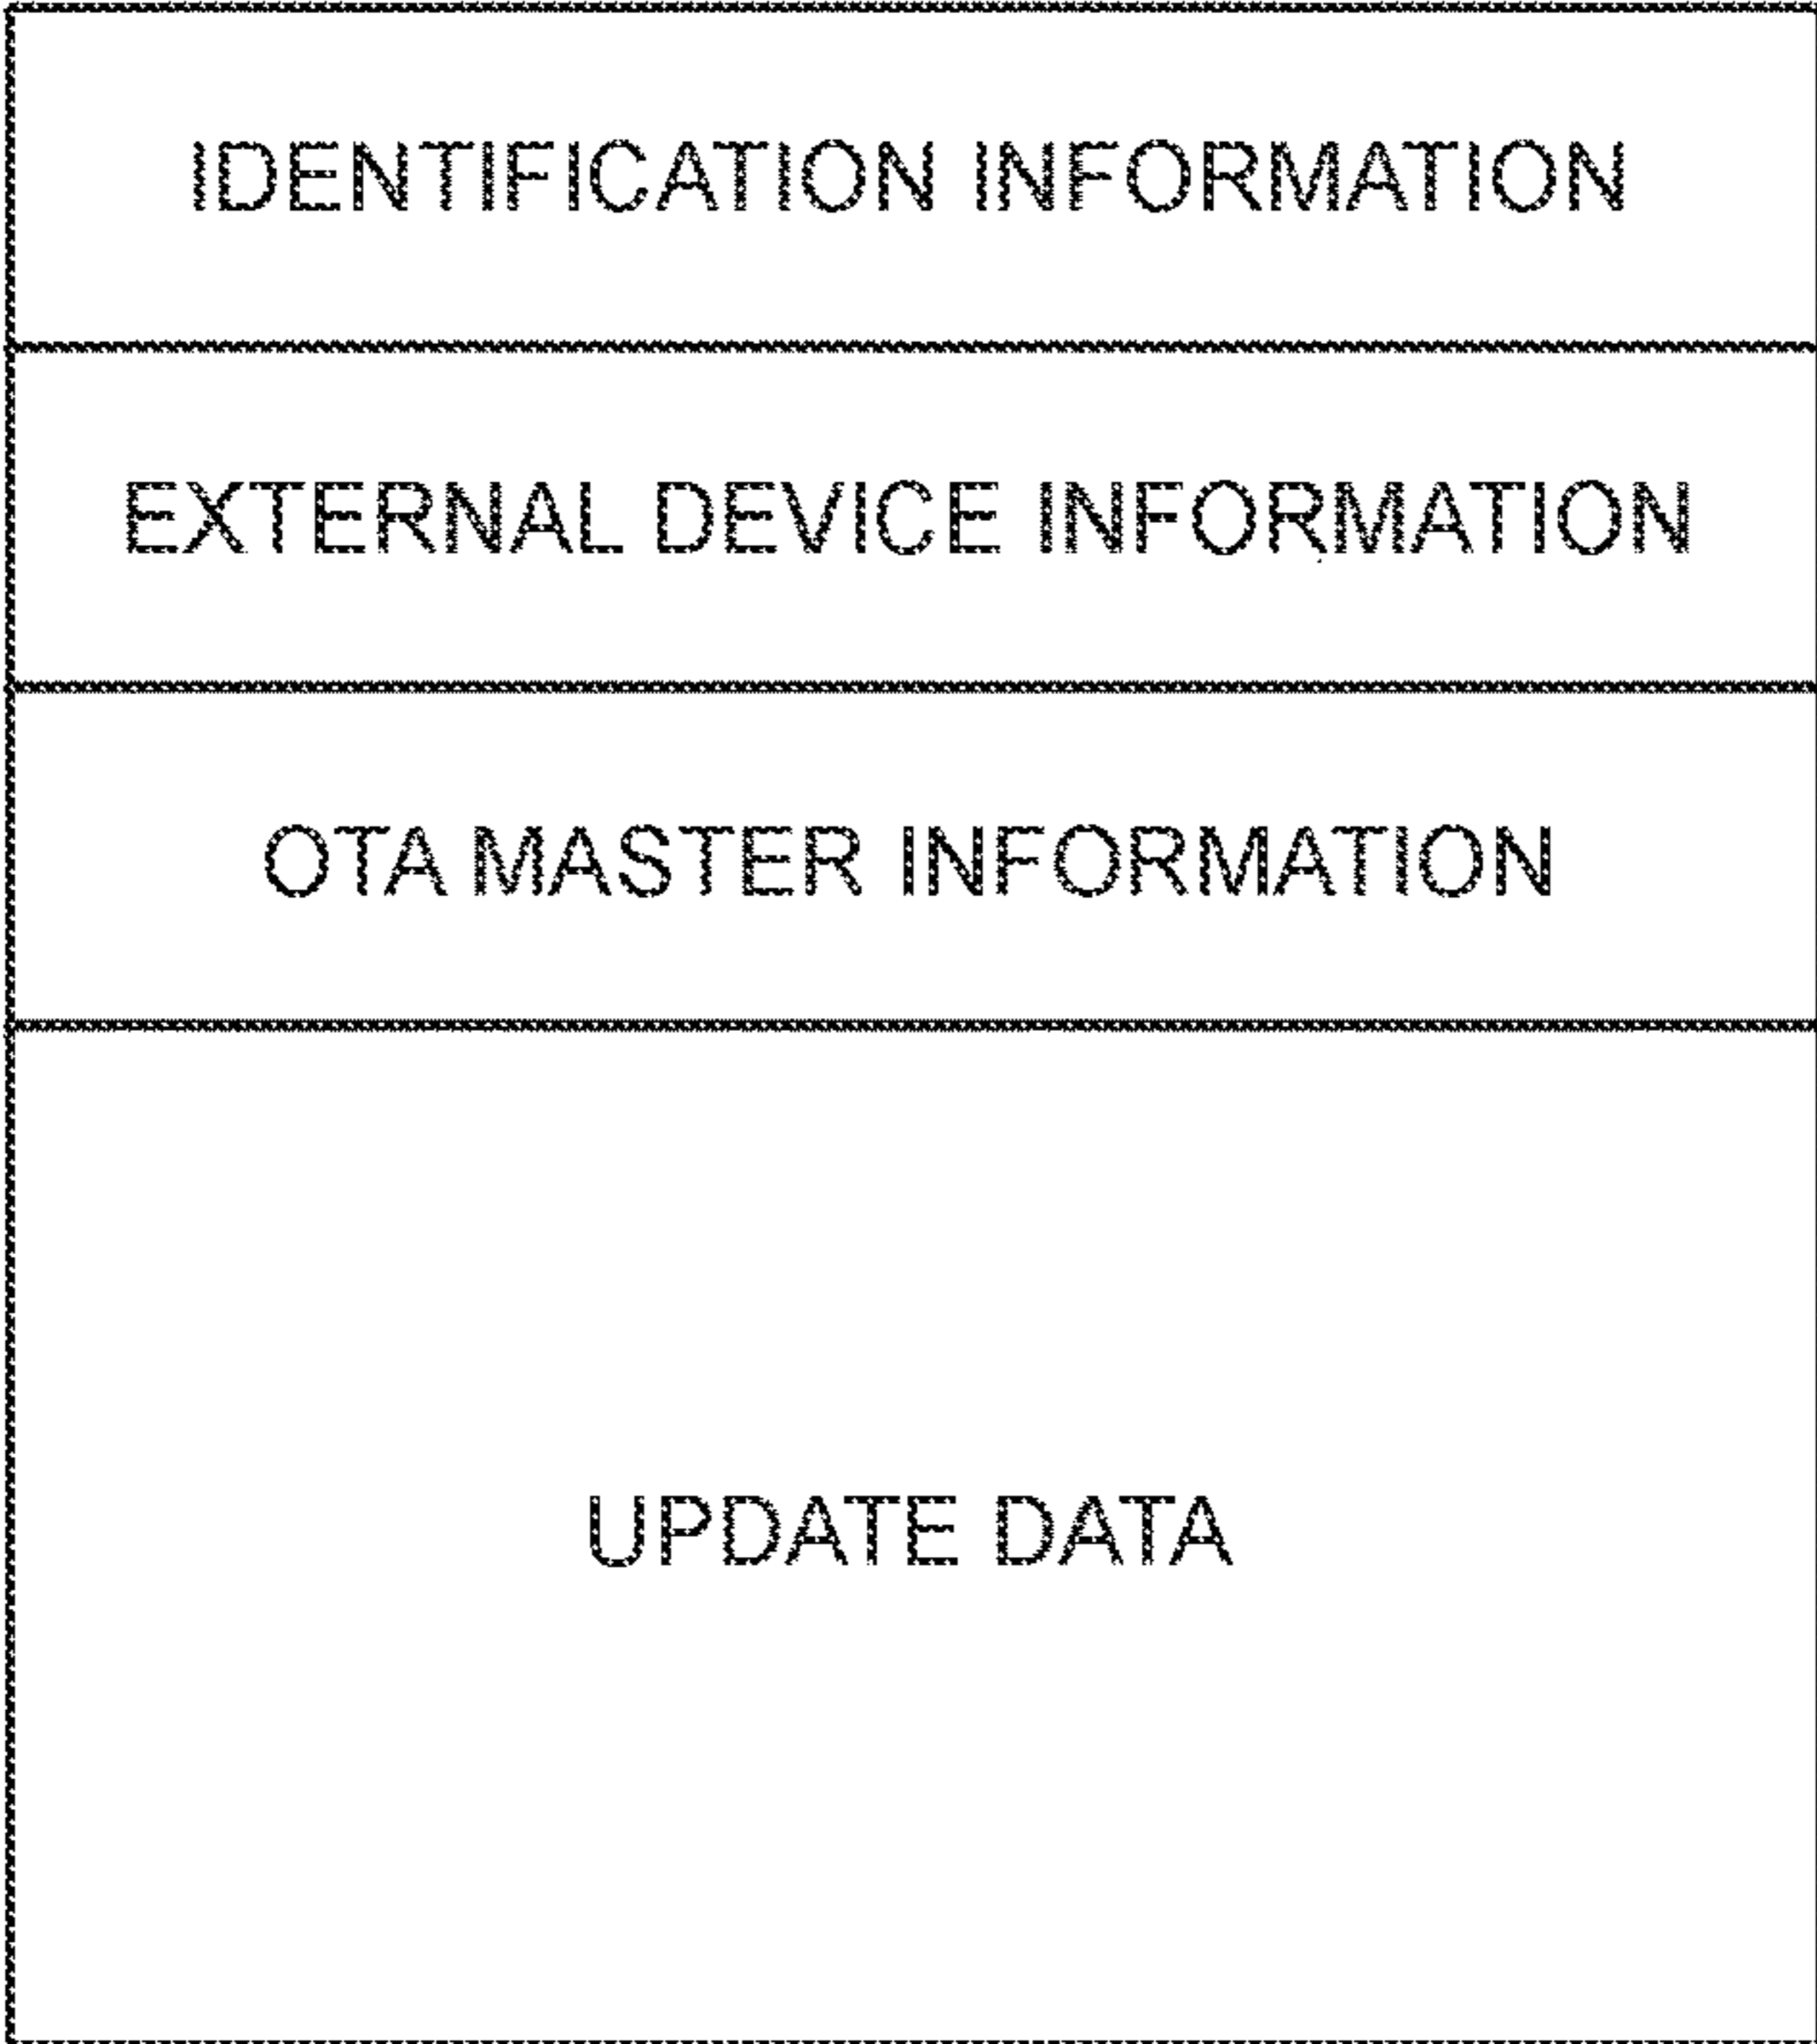 IDENTIFICATION INFORMATION
EXTERNAL DEVICE INFORMATION
OTA MASTER INFORMATION
UPDATE DATA